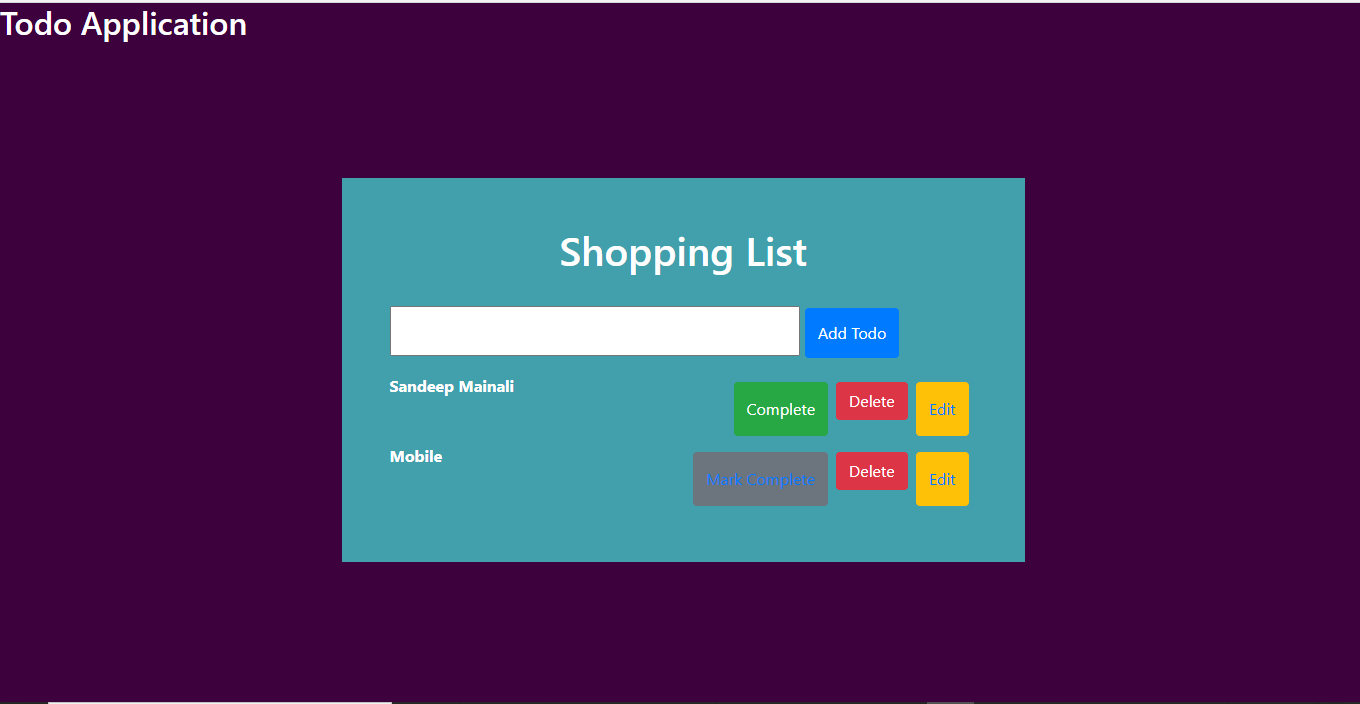 Todo Application
Shopping List
Add Todo
Sandeep Mainali Complete Delete Edit
Mobile Mark Complete Delete Edit